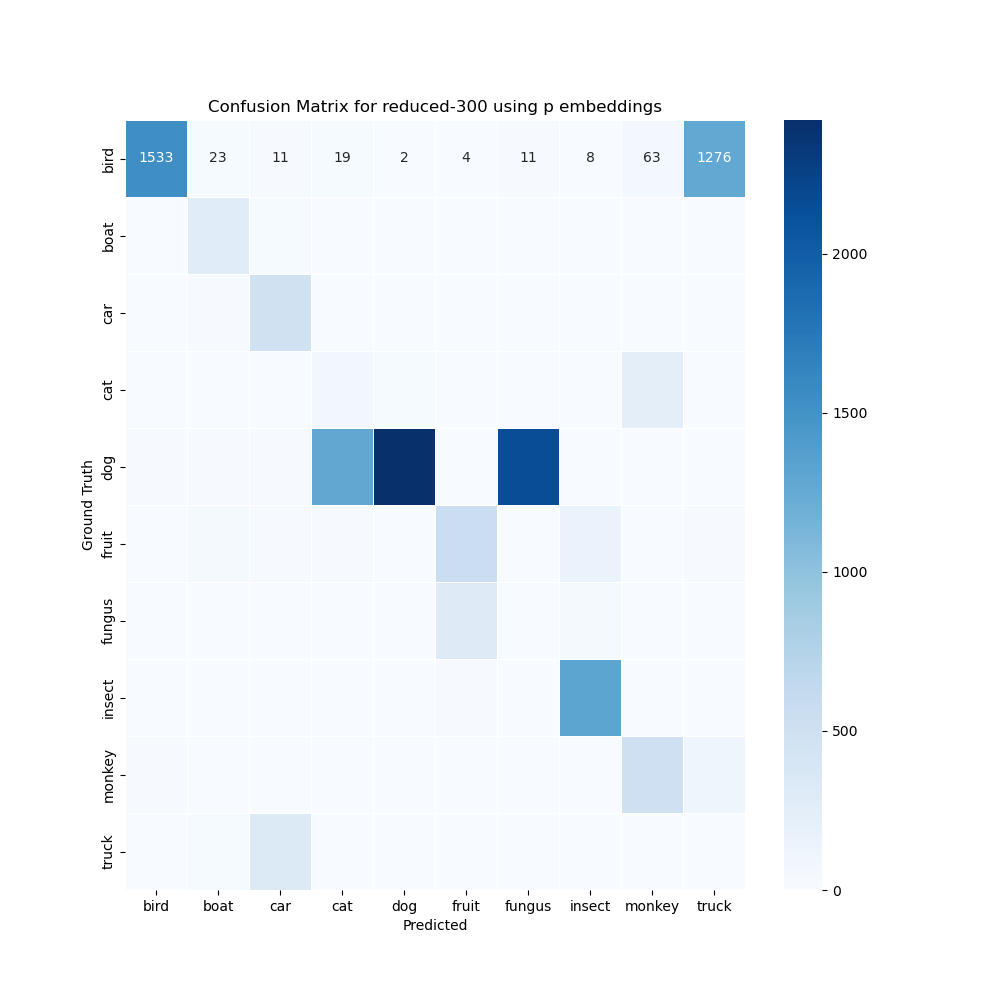 Confusion Matrix for reduced-300 using p embeddings
bird 1533 23 11 19 2 4 11 8 63 1276
boat
car
cat
dog
fruit
fungus
insect
monkey
truck
Ground Truth
bird boat car cat dog fruit fungus insect monkey truck
Predicted
2000
1500
1000
500
0